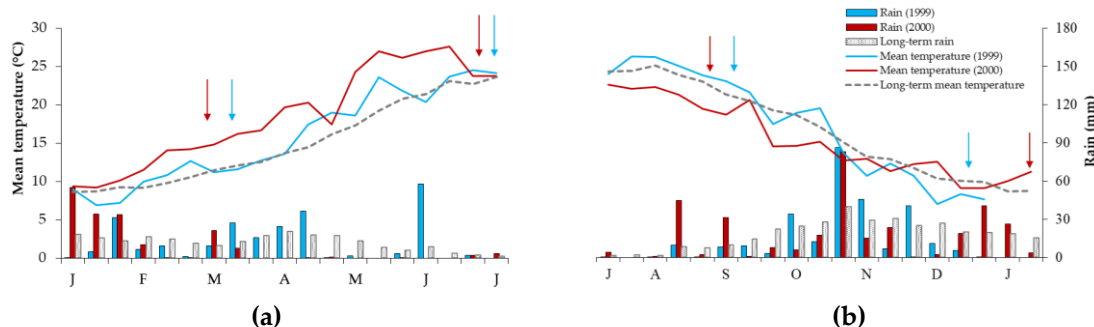 Mean temperature (°C)
30
25
20
15
10
5
0
J F M A M J J
(a)
Rain (1999)
Rain (2000)
Long-term rain
Mean temperature (1999)
Mean temperature (2000)
Long-term mean temperature
180
150
120
90
60
30
0
Rain (mm)
J A S O N D J
(b)